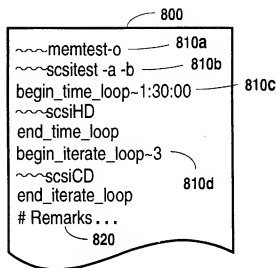 800
~~~memtest-o 810a
~~~scsitest -a -b 810b
begin_time_loop~1:30:00 810c
~~~scsiHD
end_time_loop
begin_iterate_loop~3
~~~scsiCD 810d
end_iterate_loop
# Remarks . . .
820